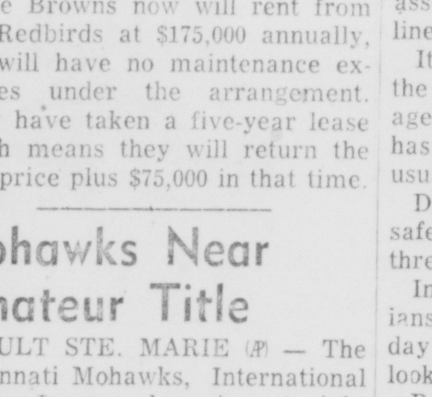 e Browns now will rent from
Redbirds at $175,000 annually,
will have no maintenance ex-
es under the arrangement.
have taken a five-year lease
h means they will return the
price plus $75,000 in that time.
ohawks Near
mateur Title
ULT STE. MARIE (AP) — The
nnati Mohawks, International
ass
line
It
the
age
has
usu
D
safe
thre
In
ians
day
look